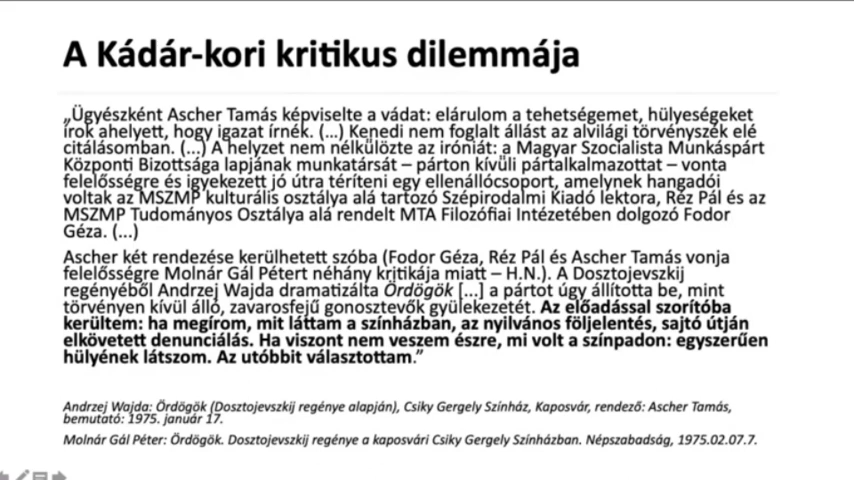 A Kádár-kori kritikus dilemmája
„Ügyészként Ascher Tamás képviselte a vádat: elárulom a tehetségemet, hülyeségeket
írok ahelyett, hogy igazat írnék. (…) Kenedi nem foglalt állást az alvilági törvényszék elé
citálásomban. (...) A helyzet nem nélkülözte az iróniát: a Magyar Szocialista Munkáspárt
Központi Bizottsága lapjának munkatársát – párton kívüli pártalkalmazottat – vonta
felelősségre és igyekezett jó útra téríteni egy ellenállócsoport, amelynek hangadói
voltak az MSZMP kulturális osztálya alá tartozó Szépirodalmi Kiadó lektora, Réz Pál és az
MSZMP Tudományos Osztálya alá rendelt MTA Filozófiai Intézetében dolgozó Fodor
Géza. (...)
Ascher két rendezése kerülhetett szóba (Fodor Géza, Réz Pál és Ascher Tamás vonja
felelősségre Molnár Gál Pétert néhány kritikája miatt – H.N.). A Dosztojevszkij
regényéből Andrzej Wajda dramatizálta Ördögök [...] a pártot úgy állította be, mint
törvényen kívül álló, zavarosfejű gonosztevők gyülekezetét. Az előadással szorítóba
kerültem: ha megírom, mit láttam a színházban, az nyilvános följelentés, sajtó útján
elkövetett denunciálás. Ha viszont nem veszem észre, mi volt a színpadon: egyszerűen
hülyének látszom. Az utóbbit választottam.”
Andrzej Wajda: Ördögök (Dosztojevszkij regénye alapján), Csiky Gergely Színház, Kaposvár, rendező: Ascher Tamás,
bemutató: 1975. január 17.
Molnár Gál Péter: Ördögök. Dosztojevszkij regénye a kaposvári Csiky Gergely Színházban. Népszabadság, 1975.02.07.7.